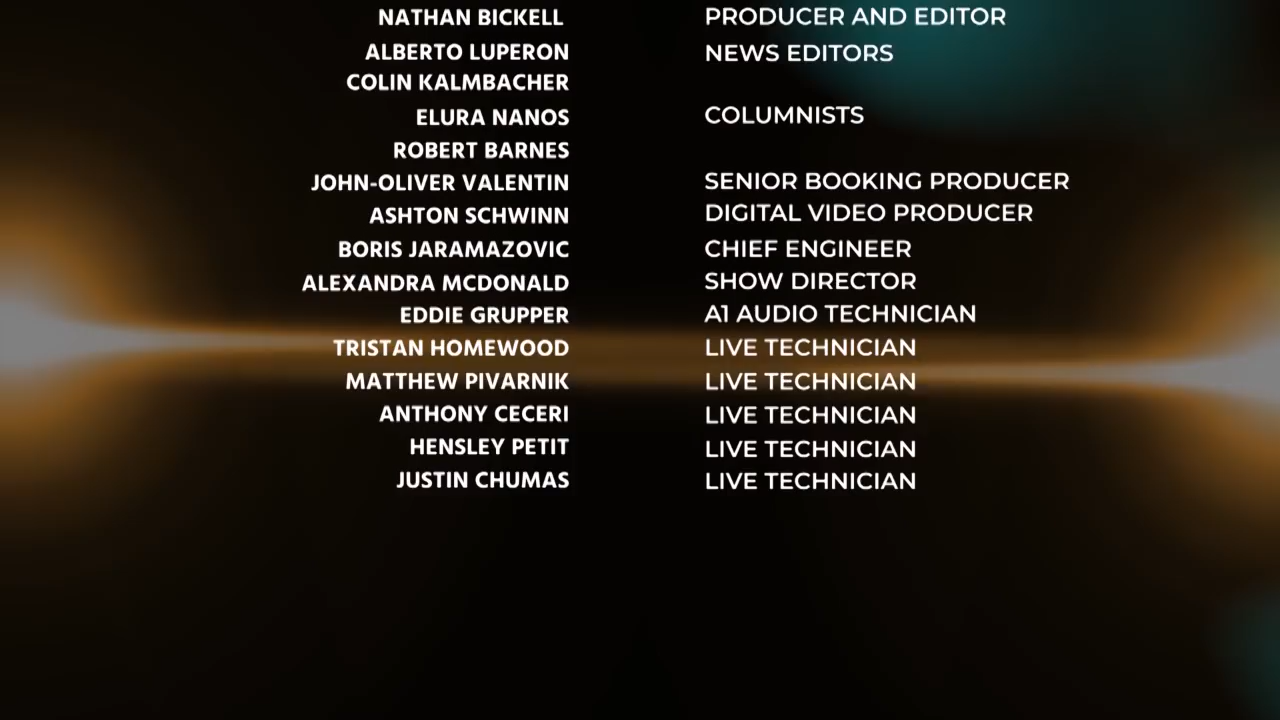 NATHAN BICKELL PRODUCER AND EDITOR
ALBERTO LUPERON NEWS EDITORS
COLIN KALMBACHER
ELURA NANOS COLUMNISTS
ROBERT BARNES
JOHN-OLIVER VALENTIN SENIOR BOOKING PRODUCER
ASHTON SCHWINN DIGITAL VIDEO PRODUCER
BORIS JARAMAZOVIC CHIEF ENGINEER
ALEXANDRA MCDONALD SHOW DIRECTOR
EDDIE GRUPPER A1 AUDIO TECHNICIAN
TRISTAN HOMEWOOD LIVE TECHNICIAN
MATTHEW PIVARNIK LIVE TECHNICIAN
ANTHONY CECERI LIVE TECHNICIAN
HENSLEY PETIT LIVE TECHNICIAN
JUSTIN CHUMAS LIVE TECHNICIAN